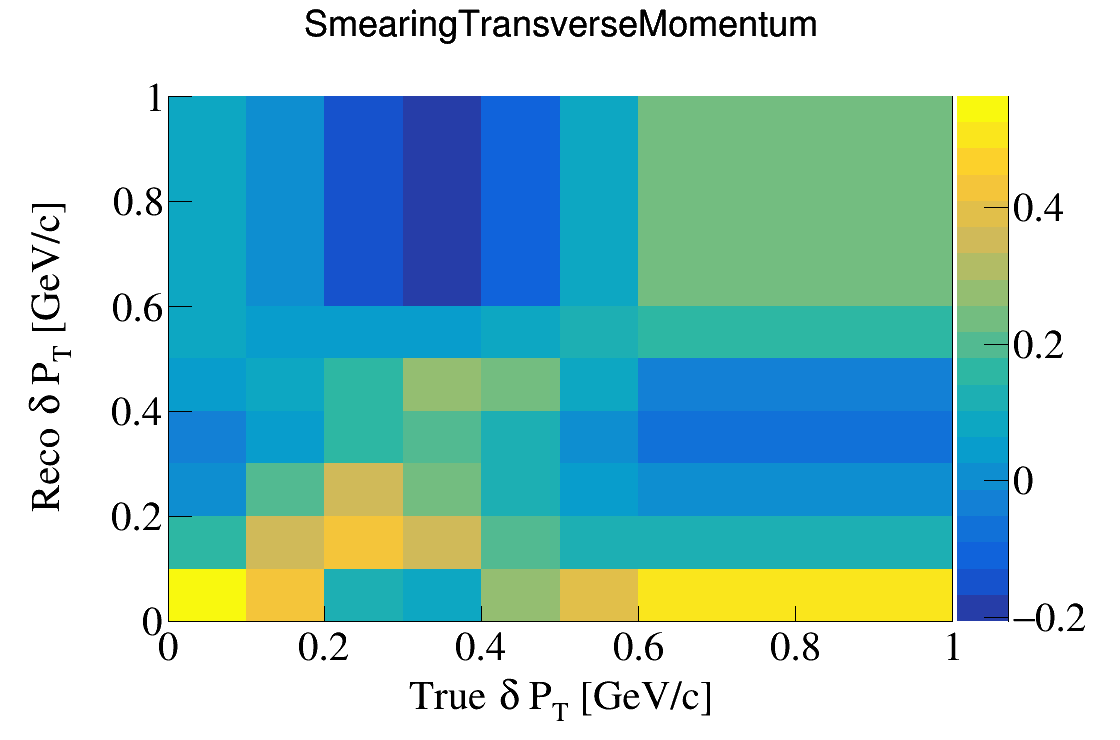 SmearingTransverseMomentum
Reco δ P_T [GeV/c]
1
0.8
0.6
0.4
0.2
0
0 0.2 0.4 0.6 0.8 1
True δ P_T [GeV/c]
0.4
0.2
0
−0.2